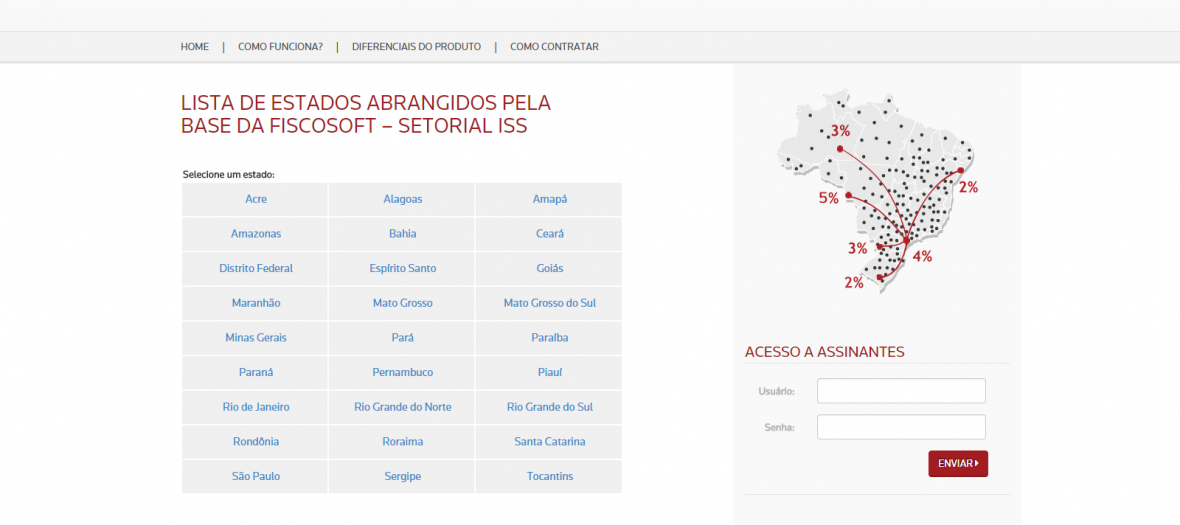 HOME | COMO FUNCIONA? | DIFERENCIAIS DO PRODUTO | COMO CONTRATAR
LISTA DE ESTADOS ABRANGIDOS PELA
BASE DA FISCOSOFT – SETORIAL ISS
Selecione um estado:
Acre Alagoas Amapá
Amazonas Bahia Ceará
Distrito Federal Espírito Santo Goiás
Maranhão Mato Grosso Mato Grosso do Sul
Minas Gerais Pará Paraíba
Paraná Pernambuco Piauí
Rio de Janeiro Rio Grande do Norte Rio Grande do Sul
Rondônia Roraima Santa Catarina
São Paulo Sergipe Tocantins
3%
2%
5%
3%
4%
2%
ACESSO A ASSINANTES
Usuário:
Senha:
ENVIAR